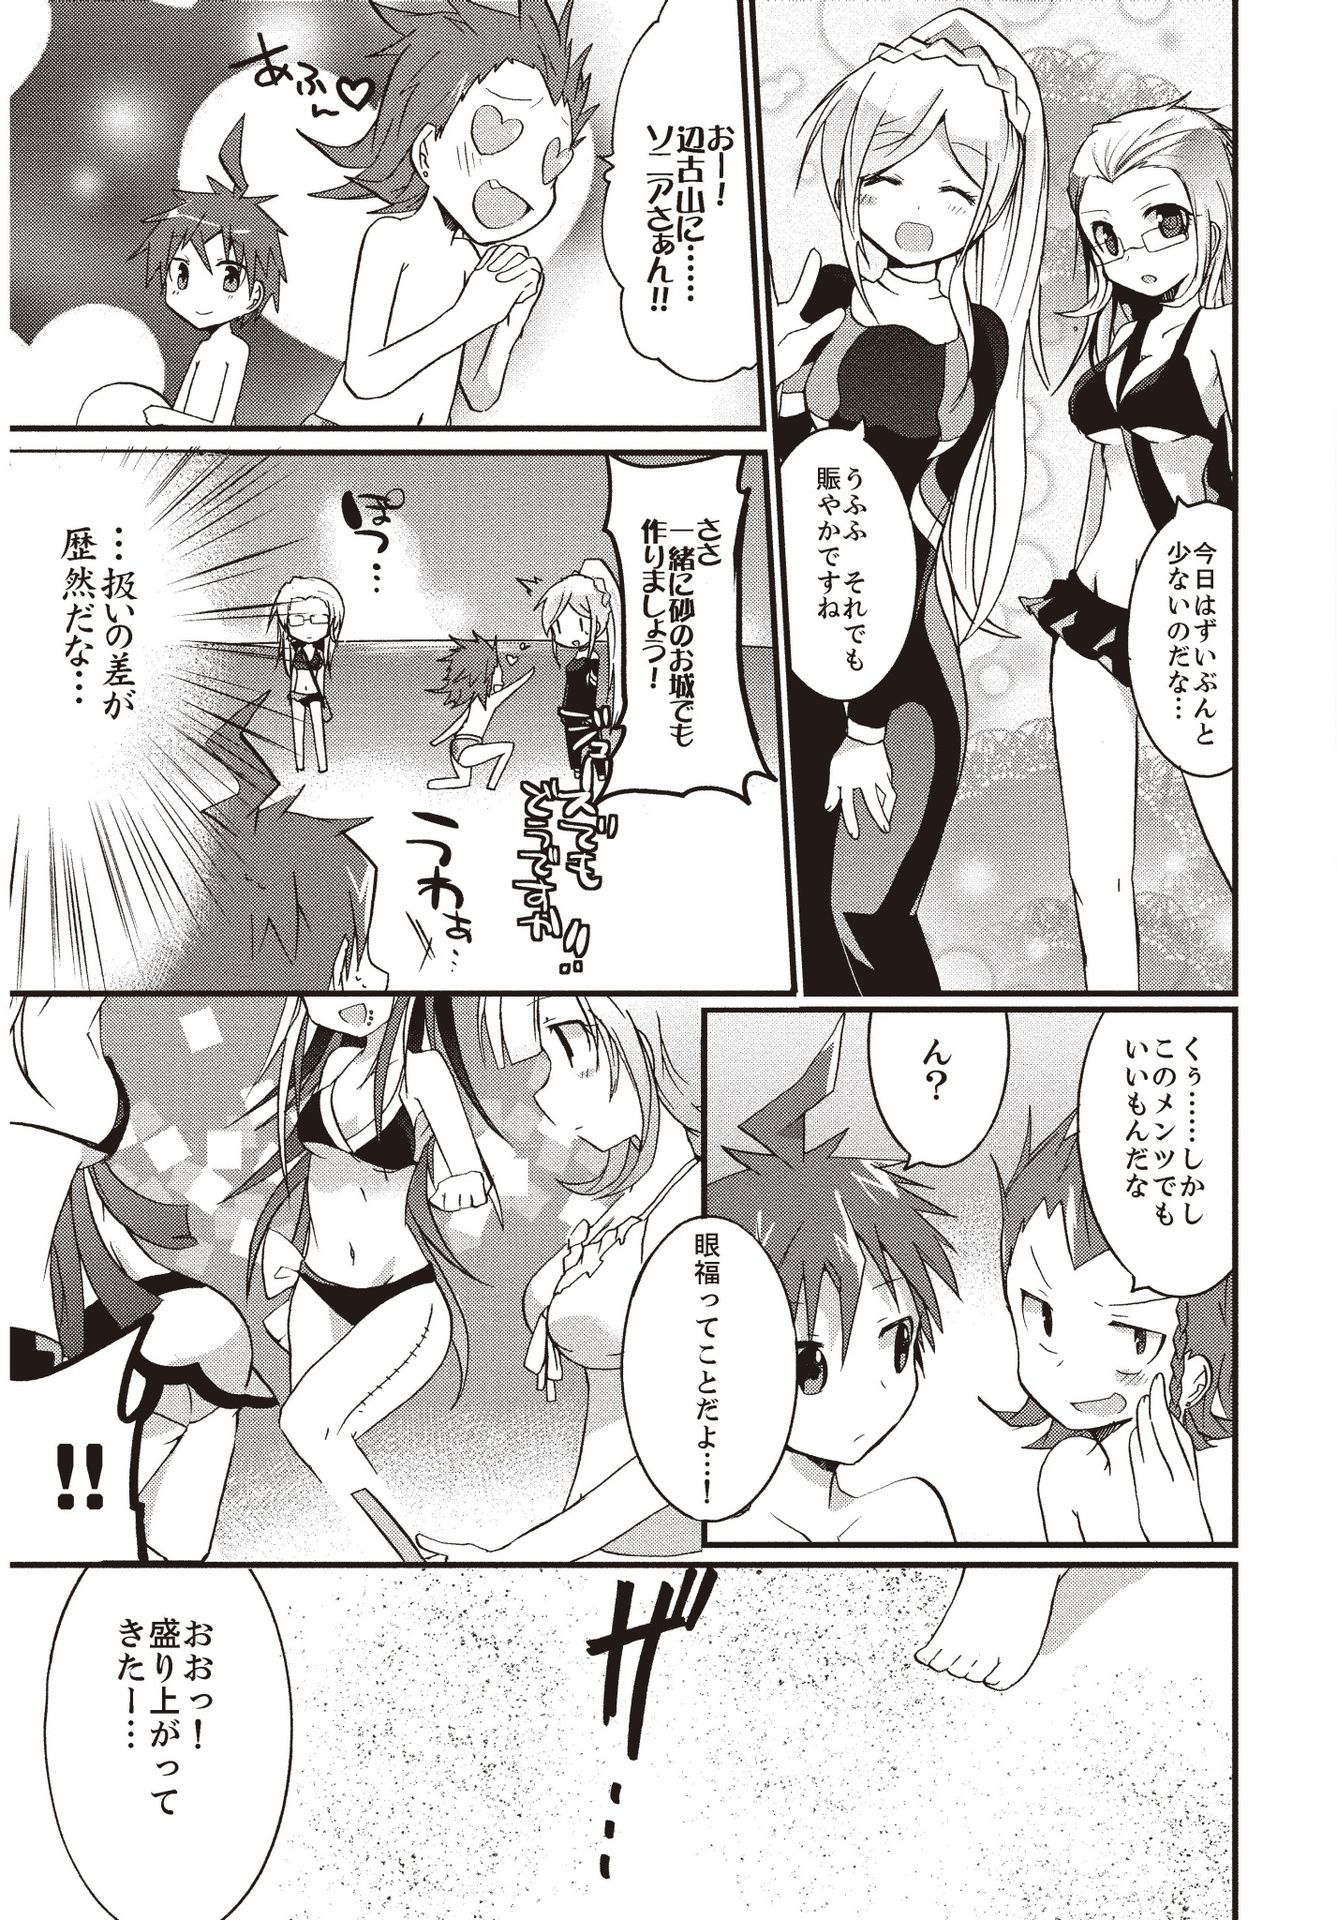 今日はずいぶんと
少ないのだな…
うふふ それでも
賑やかですね
おー！
辺古山に……
ソニアさぁん!!
あふーん♡
ささ
一緒に砂のお城でも
作りましょう！
ジュースでも
どうですや!!
ぽつ…
うわぁ…
…扱いの差が
歴然だな…
くぅ……しかし
このメンツでも
いいもんだな
ん？
眼福ってことだよ…！
!!
ザ…
おおっ！
盛り上がって
きたー…